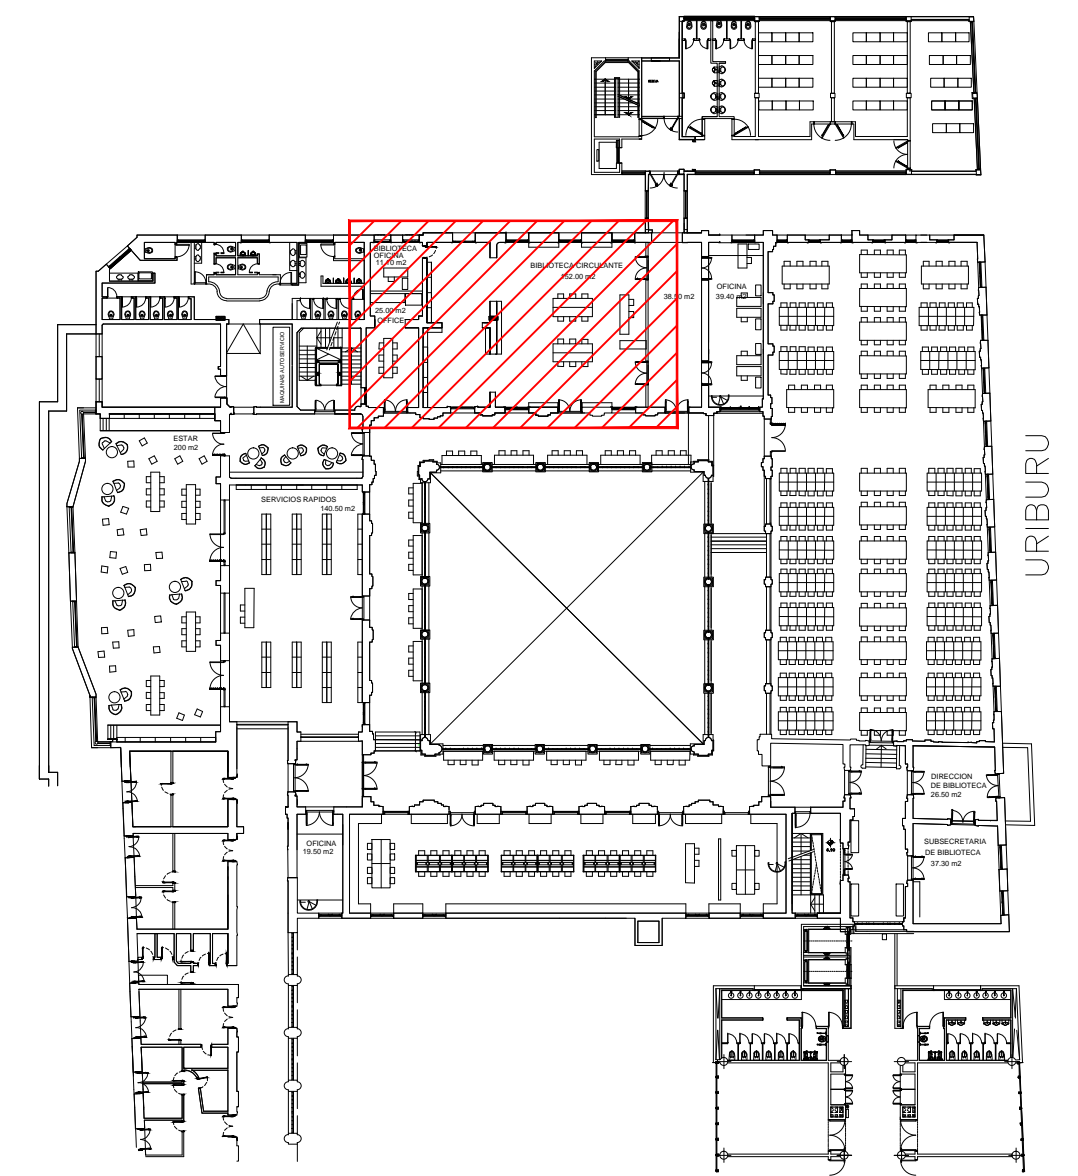 BIBLIOTECA
OFICINA
11.70 m2
BIBLIOTECA CIRCULANTE
152.00 m2
25.00 m2
OFFICE
38.50 m2
OFICINA
39.40 m2
MAQUINAS AUTOSERVICIO
ESTAR
200 m2
SERVICIOS RAPIDOS
140.50 m2
URIBURU
DIRECCION
DE BIBLIOTECA
26.50 m2
SUBSECRETARIA
DE BIBLIOTECA
37.30 m2
OFICINA
19.50 m2